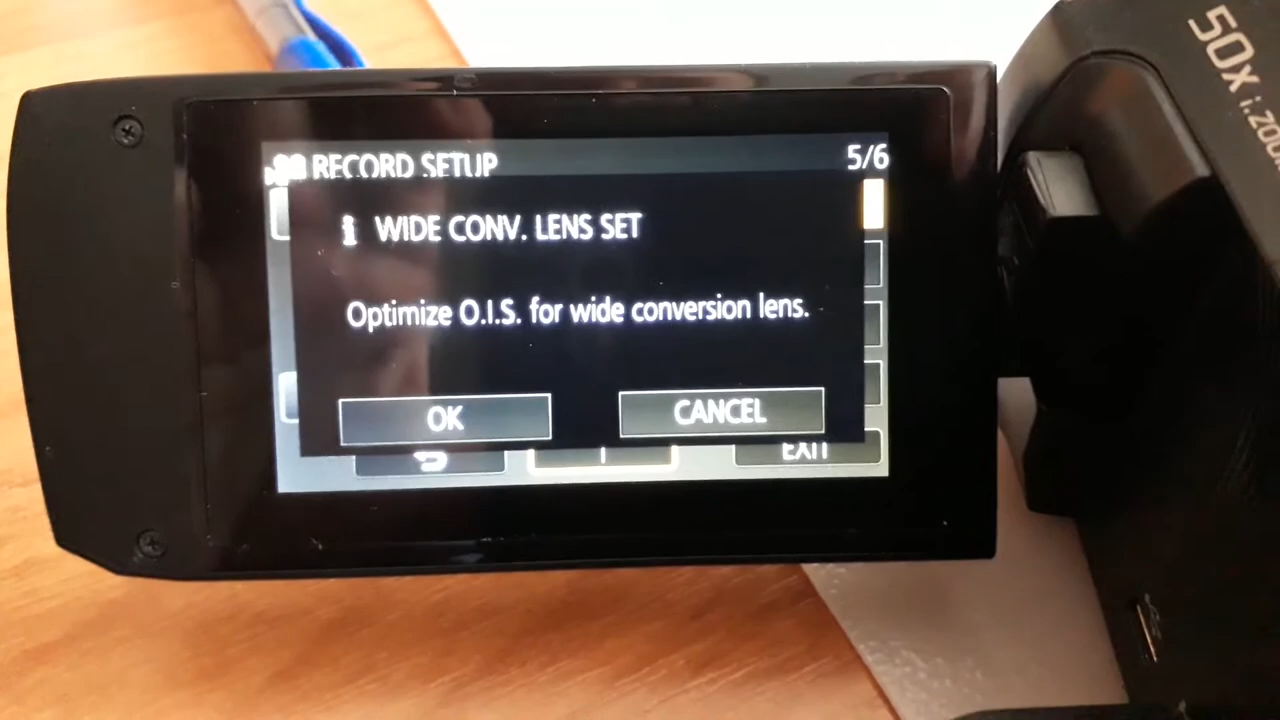 50x i.ZOOM
RECORD SETUP 5/6
i WIDE CONV. LENS SET
Optimize O.I.S. for wide conversion lens.
OK CANCEL
EXIT